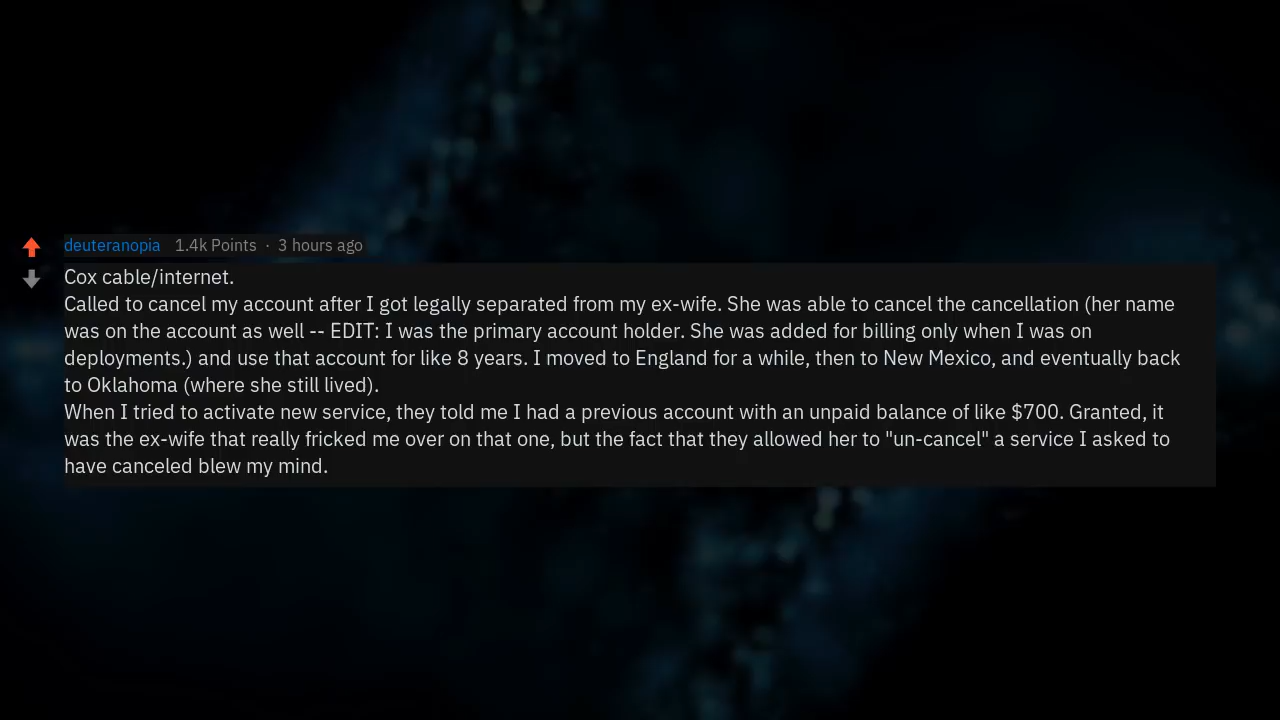 deuteranopia 1.4k Points · 3 hours ago
Cox cable/internet.
Called to cancel my account after I got legally separated from my ex-wife. She was able to cancel the cancellation (her name
was on the account as well -- EDIT: I was the primary account holder. She was added for billing only when I was on
deployments.) and use that account for like 8 years. I moved to England for a while, then to New Mexico, and eventually back
to Oklahoma (where she still lived).
When I tried to activate new service, they told me I had a previous account with an unpaid balance of like $700. Granted, it
was the ex-wife that really fricked me over on that one, but the fact that they allowed her to "un-cancel" a service I asked to
have canceled blew my mind.